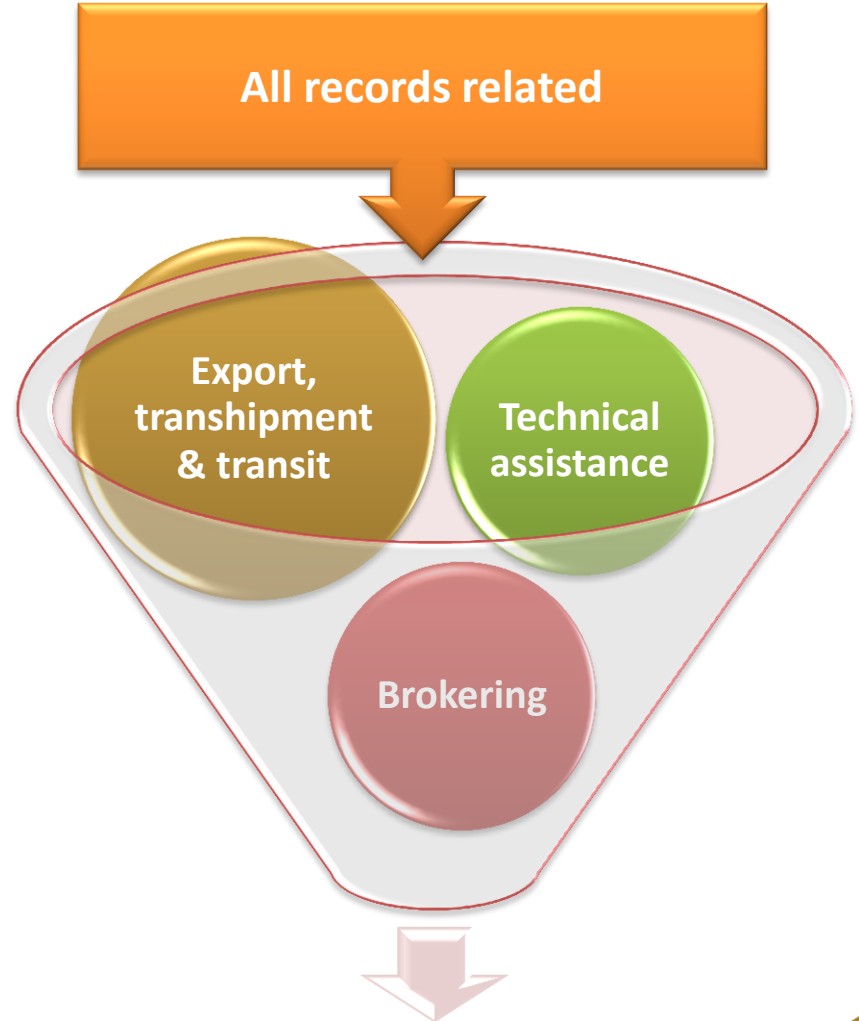 All records related
Export,
transhipment
& transit
Technical
assistance
Brokering